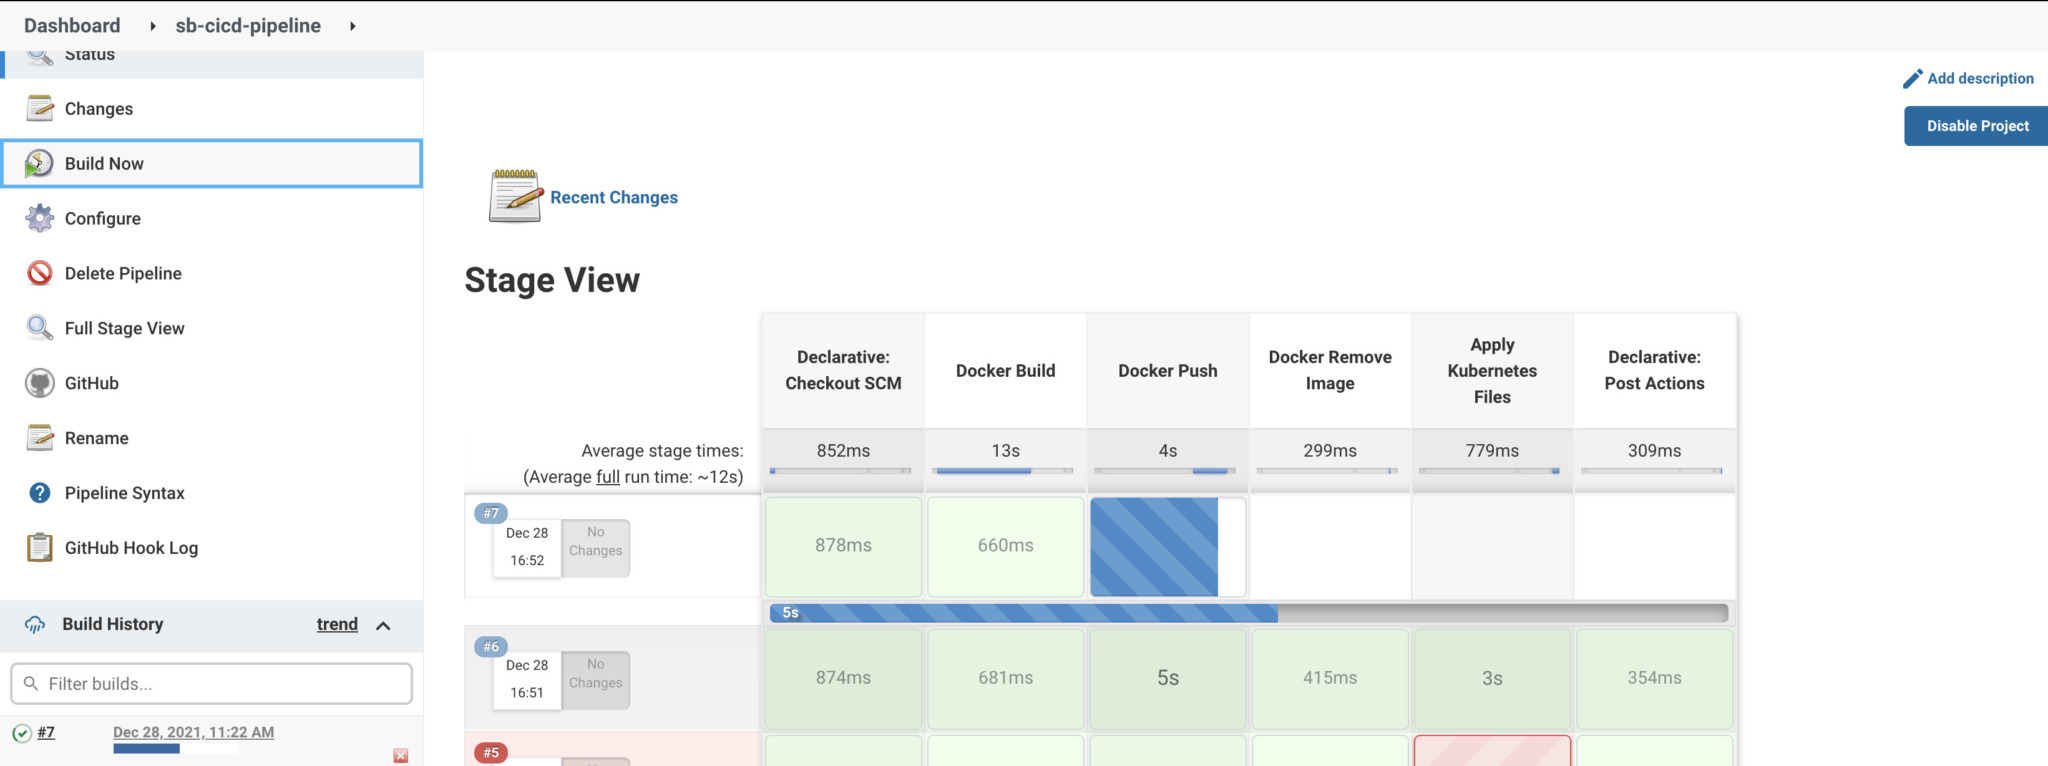 Dashboard
sb-cicd-pipeline
Status
Changes
Build Now
Configure
Delete Pipeline
Full Stage View
GitHub
Rename
Pipeline Syntax
GitHub Hook Log
Build History
trend
Filter builds...
#7
Dec 28, 2021, 11:22 AM
Add description
Disable Project
Recent Changes
Stage View
Declarative:
Checkout SCM
Docker Build
Docker Push
Docker Remove
Image
Apply
Kubernetes
Files
Declarative:
Post Actions
Average stage times:
(Average full run time: ~12s)
852ms
13s
4s
299ms
779ms
309ms
#7
Dec 28
16:52
No
Changes
878ms
660ms
5s
#6
Dec 28
16:51
No
Changes
874ms
681ms
5s
415ms
3s
354ms
#5